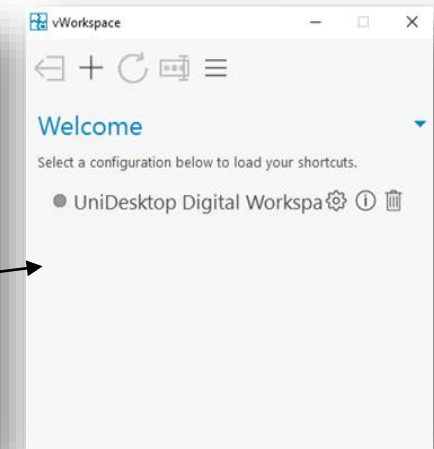 vWorkspace
Welcome
Select a configuration below to load your shortcuts.
UniDesktop Digital Workspa